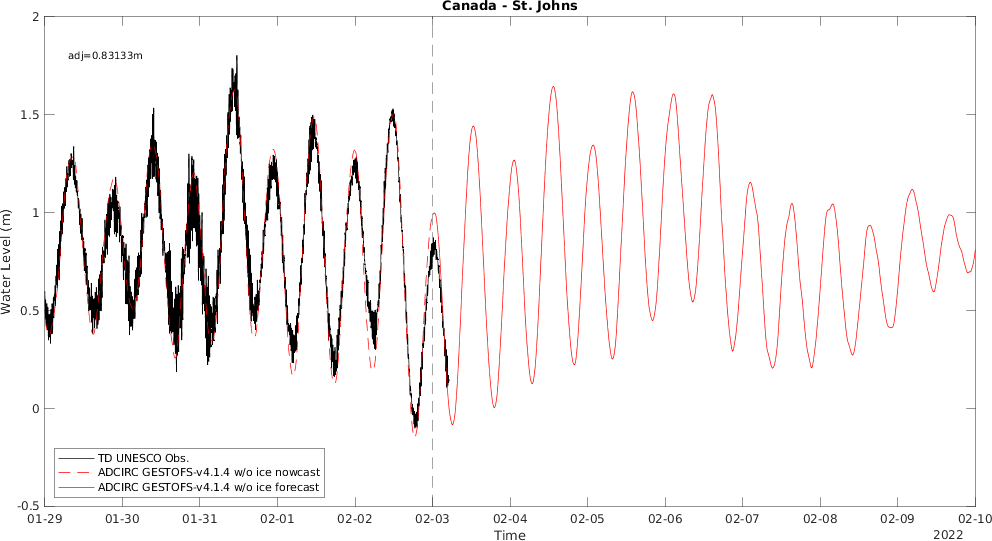 Canada - St. Johns
adj=0.83133m
Water Level (m)
2
1.5
1
0.5
0
-0.5
TD UNESCO Obs.
ADCIRC GESTOFS-v4.1.4 w/o ice nowcast
ADCIRC GESTOFS-v4.1.4 w/o ice forecast
01-29 01-30 01-31 02-01 02-02 02-03 02-04 02-05 02-06 02-07 02-08 02-09 02-10
Time
2022